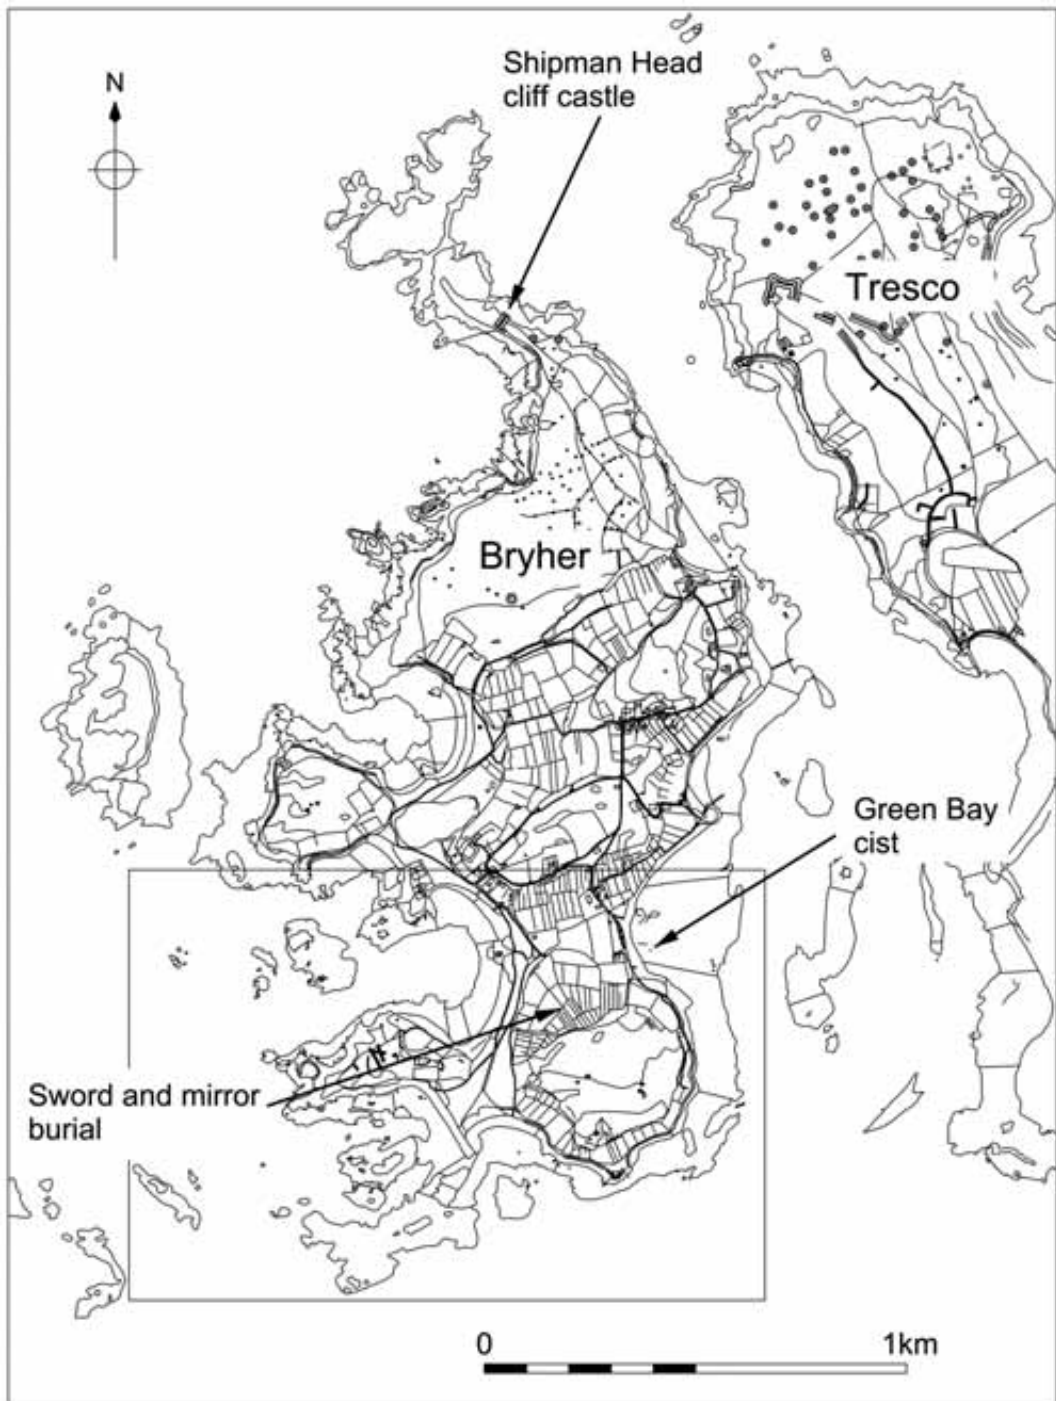 N
Shipman Head
cliff castle
Tresco
Bryher
Green Bay
cist
Sword and mirror
burial
0
1km